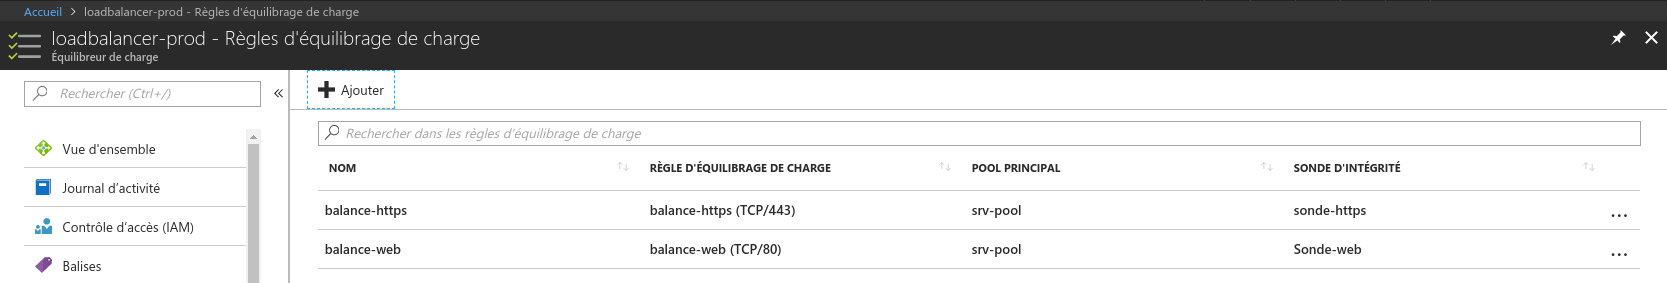 Accueil > loadbalancer-prod - Règles d'équilibrage de charge
loadbalancer-prod - Règles d'équilibrage de charge
Équilibreur de charge
Rechercher (Ctrl+/)
«
Vue d'ensemble
Journal d'activité
Contrôle d'accès (IAM)
Balises
Ajouter
Rechercher dans les règles d'équilibrage de charge
NOM RÈGLE D'ÉQUILIBRAGE DE CHARGE POOL PRINCIPAL SONDE D'INTÉGRITÉ
balance-https balance-https (TCP/443) srv-pool sonde-https ...
balance-web balance-web (TCP/80) srv-pool Sonde-web ...